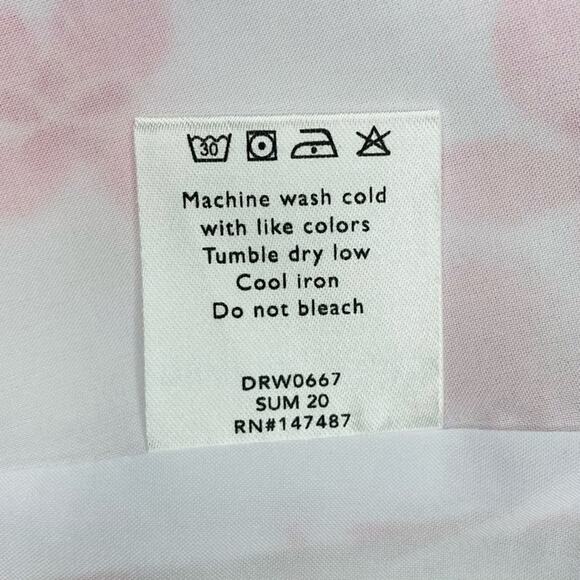 30
Machine wash cold
with like colors
Tumble dry low
Cool iron
Do not bleach
DRW0667
SUM 20
RN#147487